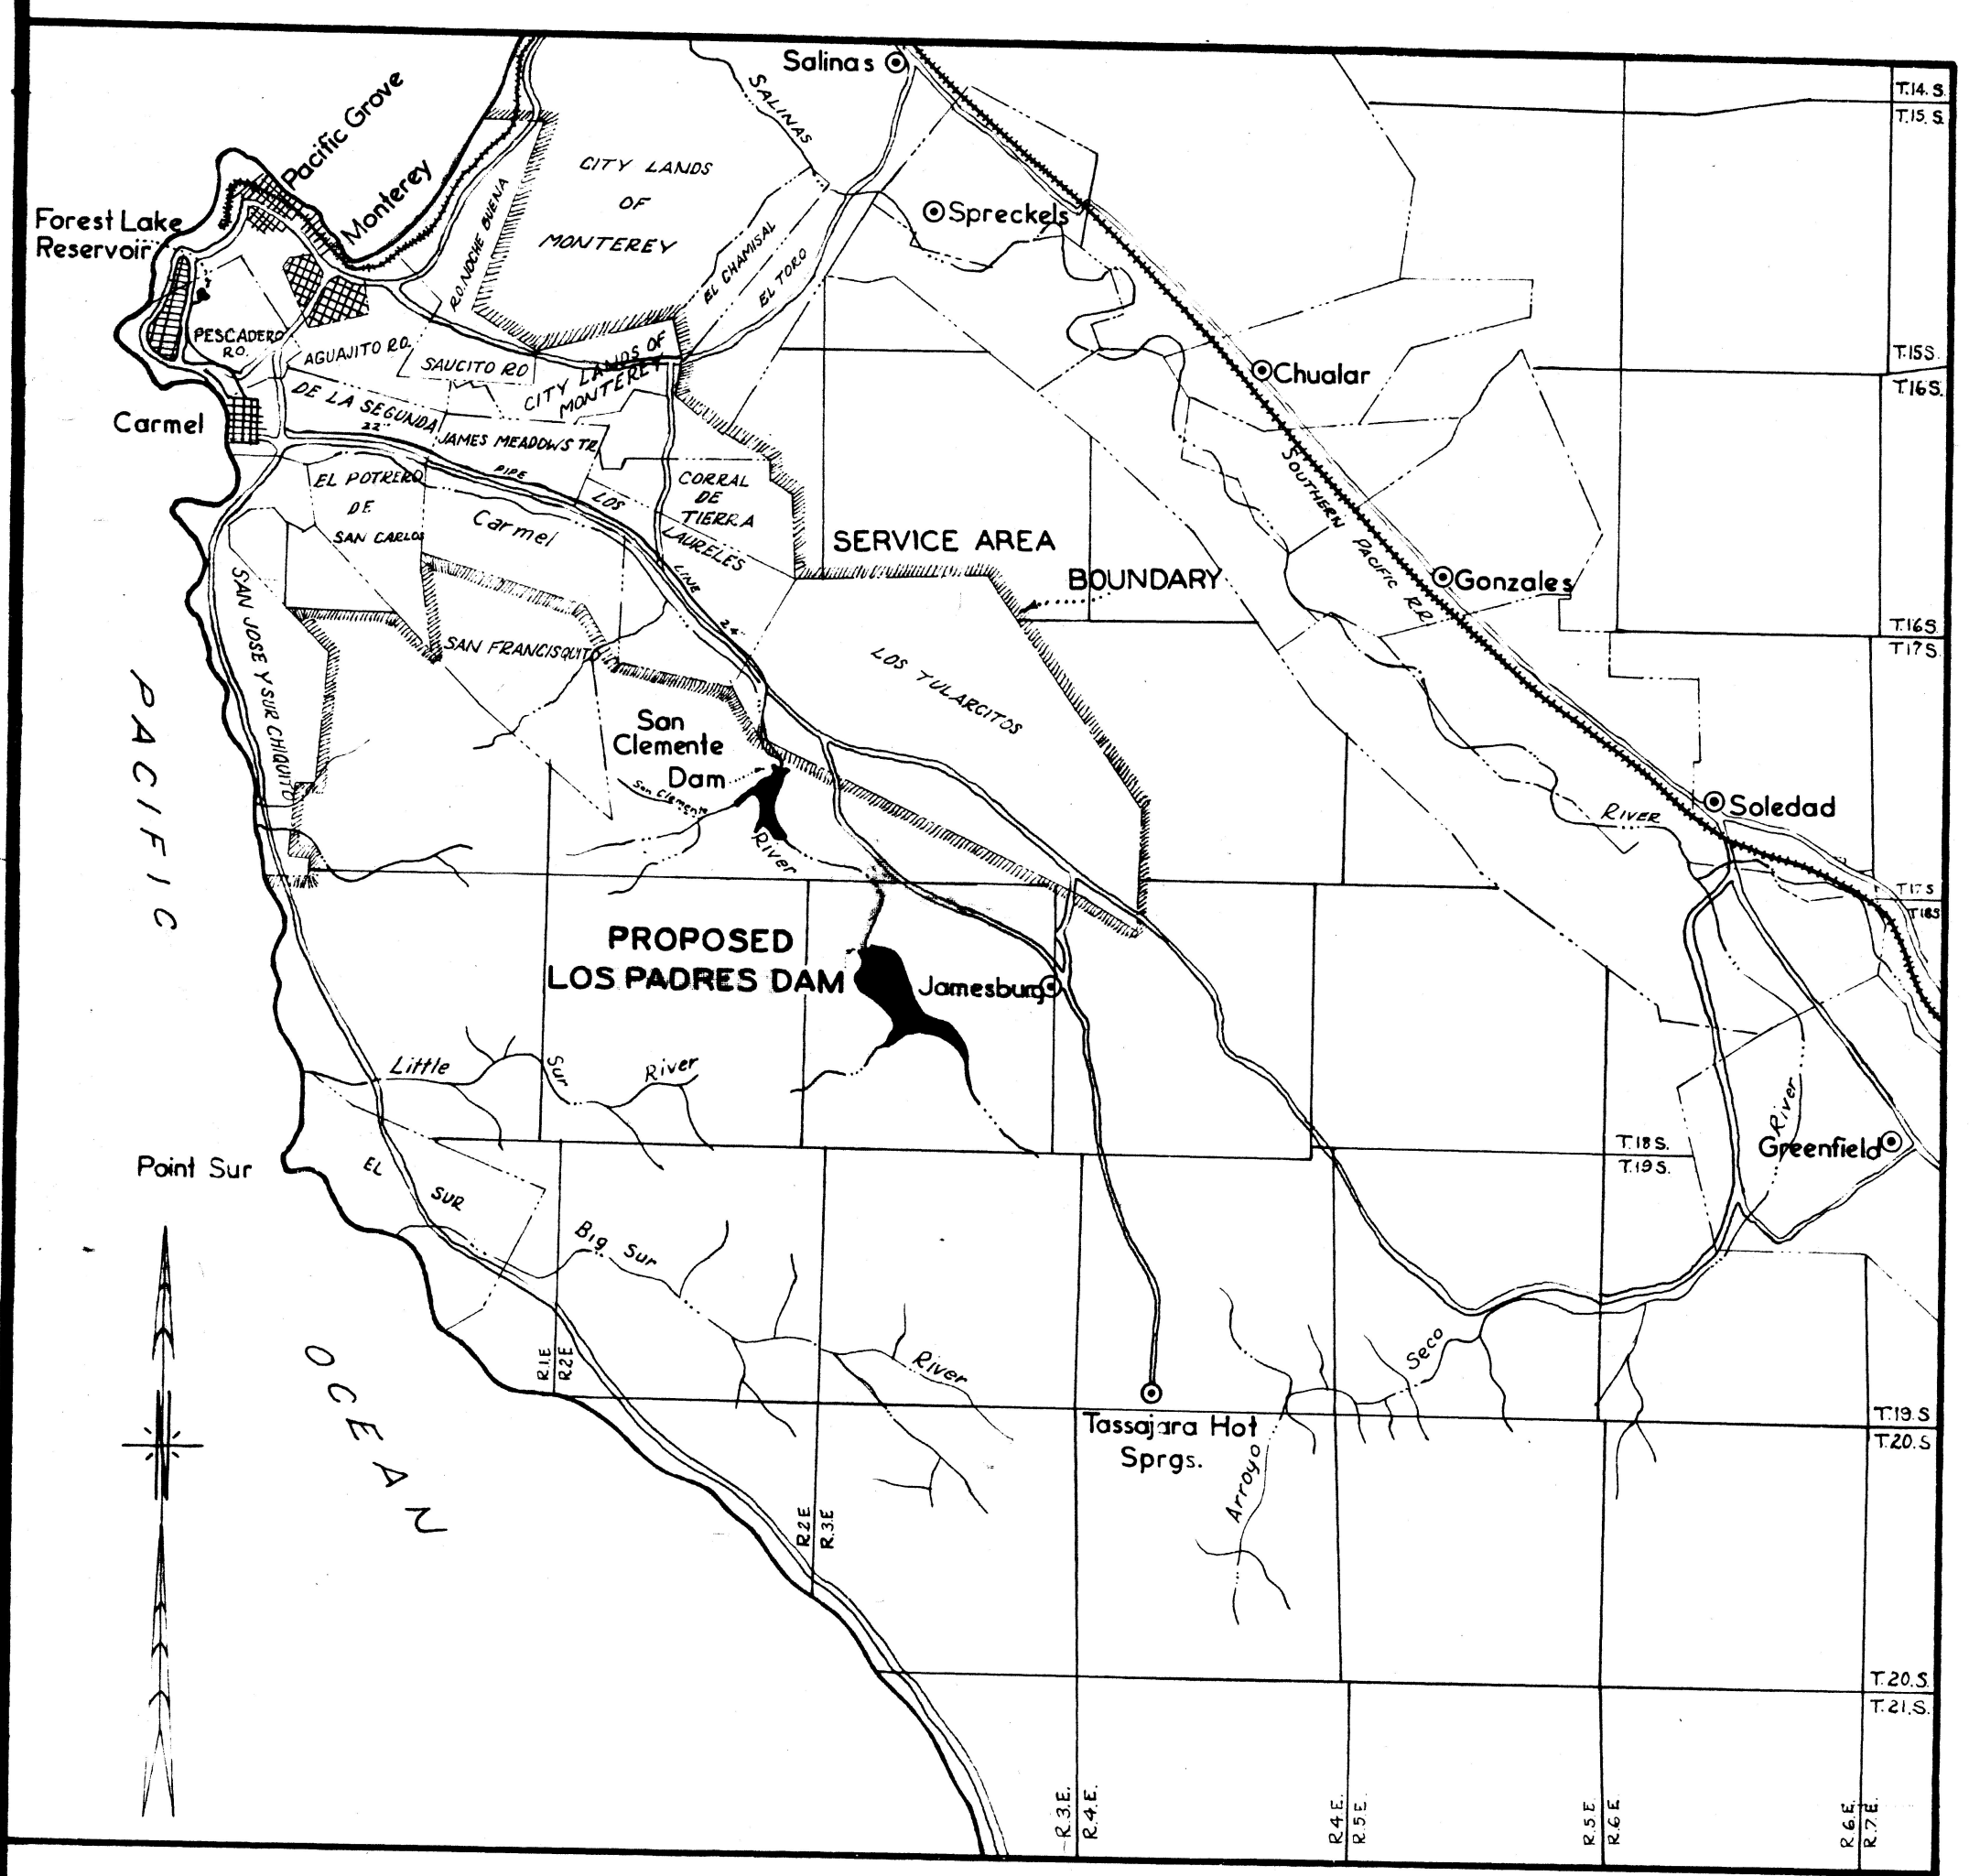 Salinas
T.14.S.
T.15.S.
SALINAS
Pacific Grove
Monterey
CITY LANDS
OF
MONTEREY
RO. NOCHE BUENA
Spreckels
Forest Lake
Reservoir
EL CHAMISAL
EL TORO
PESCADERO
RO.
AGUAJITO RO.
SAUCITO RO
CITY LANDS OF
MONTEREY
T.15S.
T16S.
Chualar
Carmel
DE LA SEGUNDA
22"
JAMES MEADOWS TR.
PIPE
EL POTRERO
DE
SAN CARLOS
LOS
LAURELES
CORRAL
DE
TIERRA
Carmel
LINE
24"
SERVICE AREA
BOUNDARY
SOUTHERN PACIFIC RR
Gonzales
T.16S.
T17S.
SAN JOSE Y SUR CHIQUITO
SAN FRANCISQUITO
LOS TULARCITOS
San
Clemente
Dam
San Clemente
River
RIVER
Soledad
T17S
T18S
PACIFIC
PROPOSED
LOS PADRES DAM
Jamesburg
Little
Sur
River
River
Greenfield
T.18 S.
T.19 S.
Point Sur
EL
SUR
Big Sur
River
Seco
Arroyo
Tassajara Hot
Sprgs.
T.19.S
T.20.S
OCEAN
R.1.E
R.2.E
R.2.E
R.3.E
T.20.S.
T.21.S.
R.3.E.
R.4.E.
R.4.E.
R.5.E.
R.5.E.
R.6.E
R.6.E.
R.7.E.